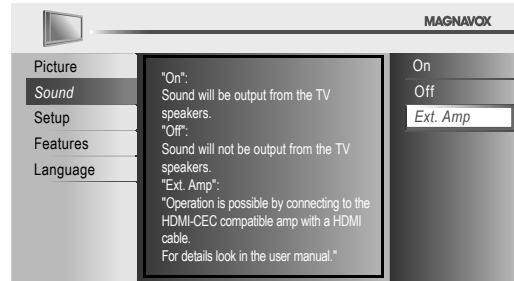 MAGNAVOX
Picture
Sound
Setup
Features
Language
"On":
Sound will be output from the TV
speakers.
"Off":
Sound will not be output from the TV
speakers.
"Ext. Amp":
"Operation is possible by connecting to the
HDMI-CEC compatible amp with a HDMI
cable.
For details look in the user manual."
On
Off
Ext. Amp